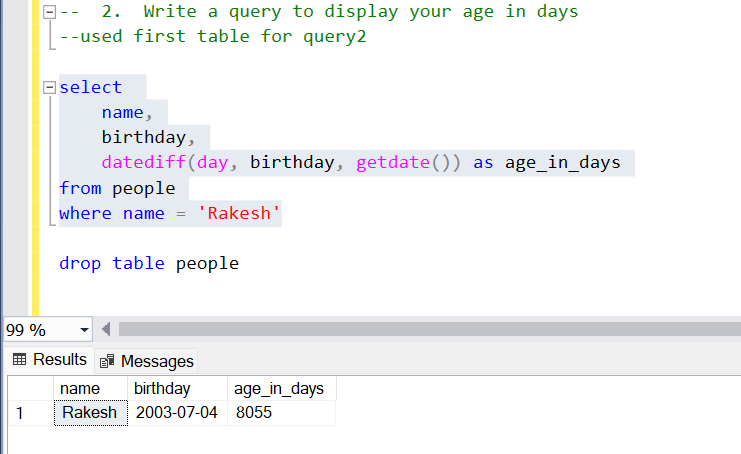 -- 2. Write a query to display your age in days
--used first table for query2
select
name,
birthday,
datediff(day, birthday, getdate()) as age_in_days
from people
where name = 'Rakesh'
drop table people
99 %
Results Messages
name birthday age_in_days
1 Rakesh 2003-07-04 8055